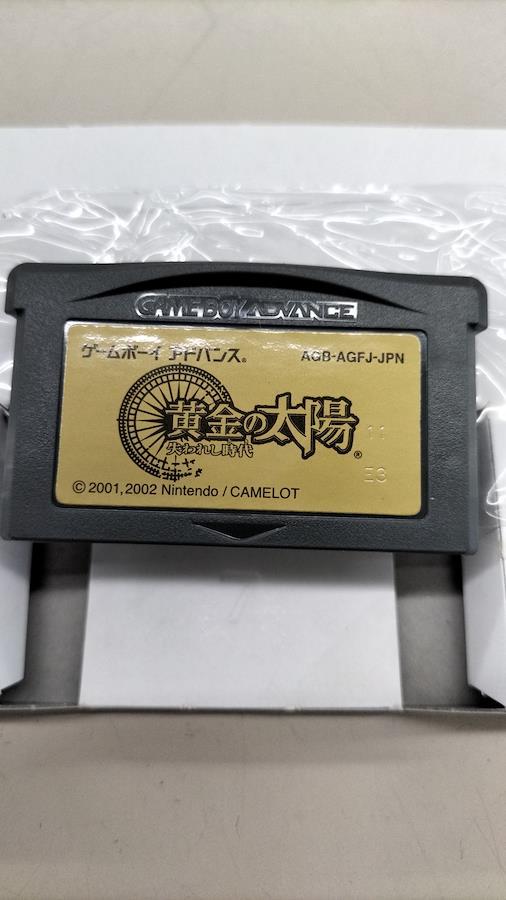 GAME BOY ADVANCE
ゲームボーイ アドバンス® AGB-AGFJ-JPN
黄金の太陽®
失われし時代
11
E3
© 2001,2002 Nintendo / CAMELOT